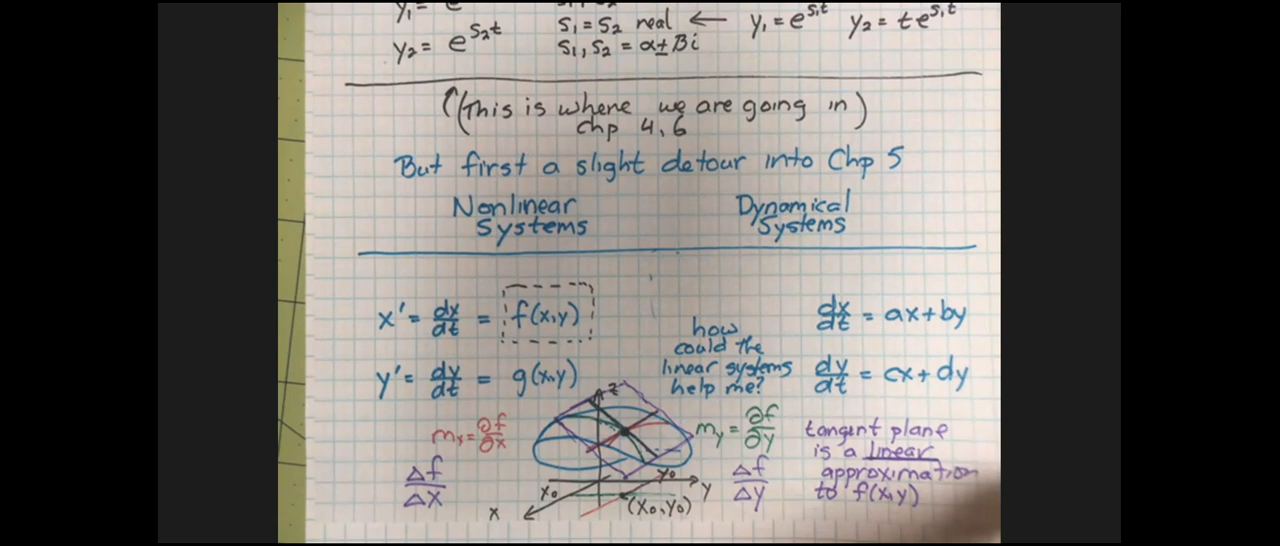 y₁ = e
y₂ = e^{s₂t}
s₁ = s₂ real ← y₁ = e^{s₁t} y₂ = te^{s₁t}
s₁, s₂ = α ± Bi
(This is where we are going in)
chp 4, 6
But first a slight detour into Chp 5
Nonlinear
Systems
Dynamical
Systems
x' = dx/dt = f(x,y)
y' = dy/dt = g(x,y)
how
could the
linear systems
help me?
dx/dt = ax + by
dy/dt = cx + dy
mₓ = ∂f/∂x
Δf/Δx
z
x₀
y₀
y
x
(x₀, y₀)
m_y = ∂f/∂y
Δf/Δy
tangent plane
is a linear
approximation
to f(x,y)